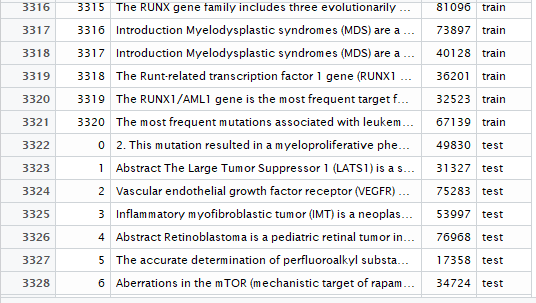 3316 3315 The RUNX gene family includes three evolutionarily ... 81096 train
3317 3316 Introduction Myelodysplastic syndromes (MDS) are a ... 73897 train
3318 3317 Introduction Myelodysplastic syndromes (MDS) are a ... 40128 train
3319 3318 The Runt-related transcription factor 1 gene (RUNX1 ... 36201 train
3320 3319 The RUNX1/AML1 gene is the most frequent target f... 32523 train
3321 3320 The most frequent mutations associated with leukem... 67139 train
3322 0 2. This mutation resulted in a myeloproliferative phe... 49830 test
3323 1 Abstract The Large Tumor Suppressor 1 (LATS1) is a s... 31327 test
3324 2 Vascular endothelial growth factor receptor (VEGFR) ... 75283 test
3325 3 Inflammatory myofibroblastic tumor (IMT) is a neoplas... 53997 test
3326 4 Abstract Retinoblastoma is a pediatric retinal tumor in... 76968 test
3327 5 The accurate determination of perfluoroalkyl substa... 17358 test
3328 6 Aberrations in the mTOR (mechanistic target of rapam... 34724 test